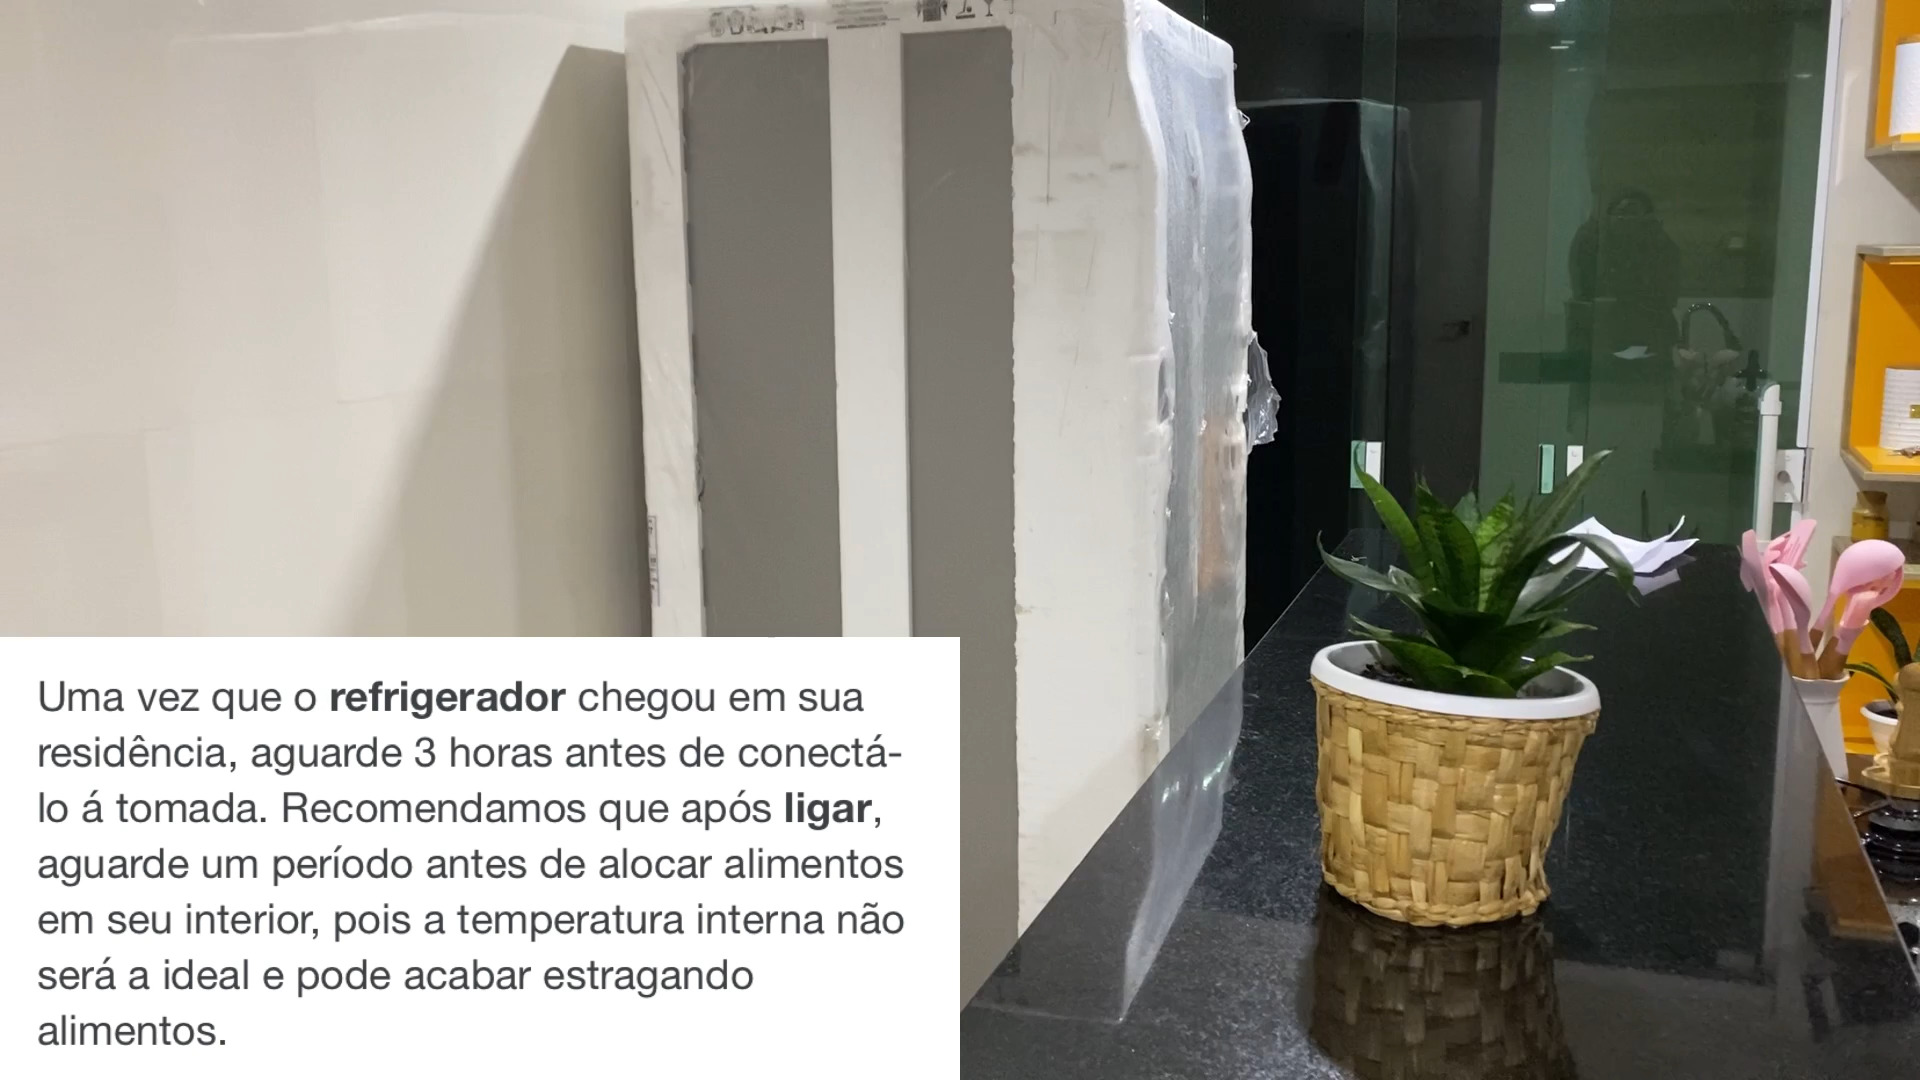 Uma vez que o refrigerador chegou em sua
residência, aguarde 3 horas antes de conectá-
lo á tomada. Recomendamos que após ligar,
aguarde um período antes de alocar alimentos
em seu interior, pois a temperatura interna não
será a ideal e pode acabar estragando
alimentos.